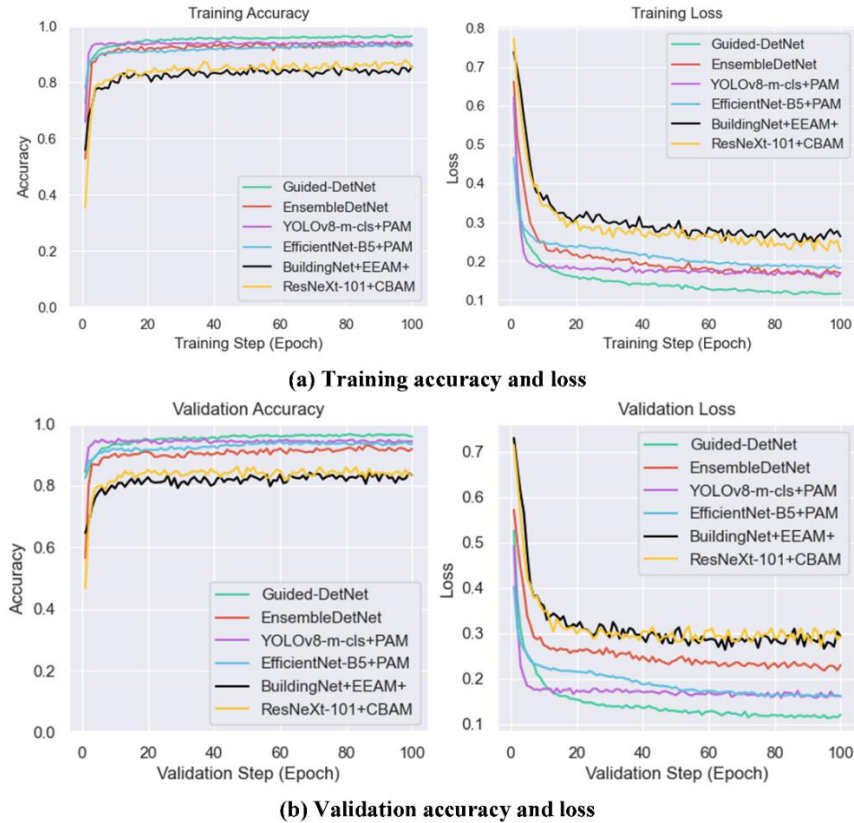 Training Accuracy
1.0
0.8
0.6
0.4
0.2
0.0
Accuracy
Guided-DetNet
EnsembleDetNet
YOLOv8-m-cls+PAM
EfficientNet-B5+PAM
BuildingNet+EEAM+
ResNeXt-101+CBAM
0 20 40 60 80 100
Training Step (Epoch)
Training Loss
0.8
0.7
0.6
0.5
0.4
0.3
0.2
0.1
Loss
Guided-DetNet
EnsembleDetNet
YOLOv8-m-cls+PAM
EfficientNet-B5+PAM
BuildingNet+EEAM+
ResNeXt-101+CBAM
0 20 40 60 80 100
Training Step (Epoch)
(a) Training accuracy and loss
Validation Accuracy
1.0
0.8
0.6
0.4
0.2
0.0
Accuracy
Guided-DetNet
EnsembleDetNet
YOLOv8-m-cls+PAM
EfficientNet-B5+PAM
BuildingNet+EEAM+
ResNeXt-101+CBAM
0 20 40 60 80 100
Validation Step (Epoch)
Validation Loss
0.7
0.6
0.5
0.4
0.3
0.2
0.1
Loss
Guided-DetNet
EnsembleDetNet
YOLOv8-m-cls+PAM
EfficientNet-B5+PAM
BuildingNet+EEAM+
ResNeXt-101+CBAM
0 20 40 60 80 100
Validation Step (Epoch)
(b) Validation accuracy and loss